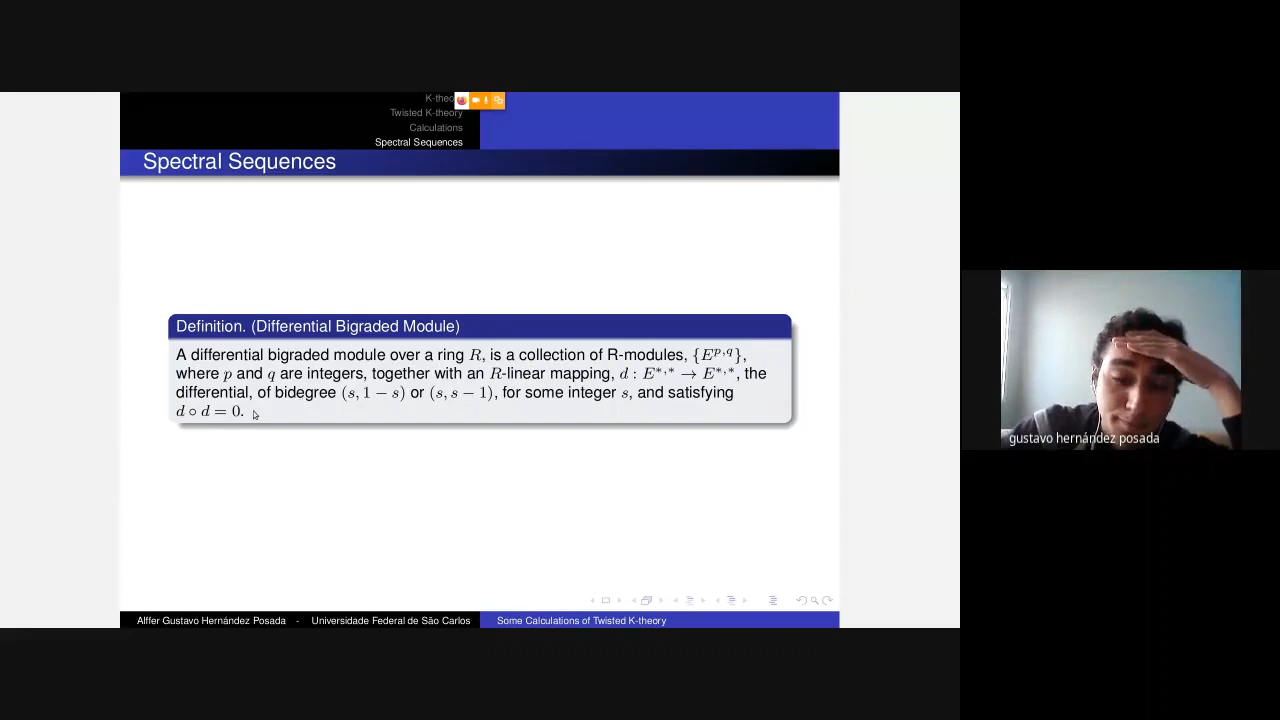 K-theo
Twisted K-theory
Calculations
Spectral Sequences
Spectral Sequences
Definition. (Differential Bigraded Module)
A differential bigraded module over a ring R, is a collection of R-modules, {E^{p,q}},
where p and q are integers, together with an R-linear mapping, d : E^{*,*} → E^{*,*}, the
differential, of bidegree (s, 1 − s) or (s, s − 1), for some integer s, and satisfying
d ∘ d = 0.
Alffer Gustavo Hernández Posada - Universidade Federal de São Carlos
Some Calculations of Twisted K-theory
gustavo hernández posada